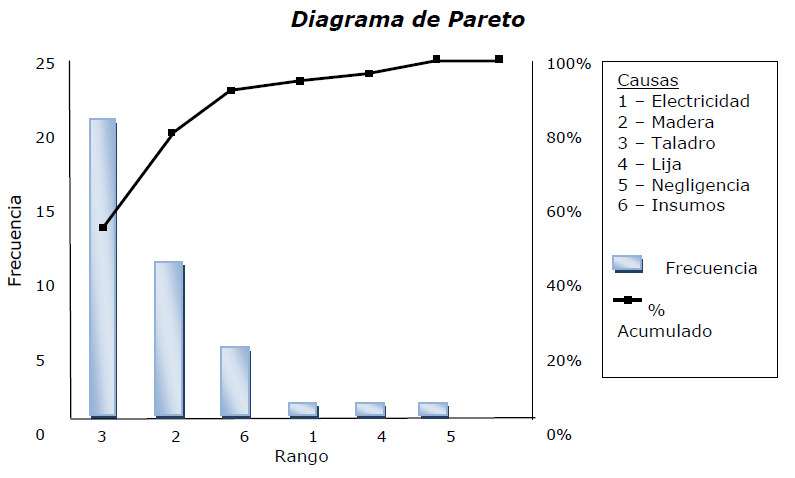 Diagrama de Pareto
25
20
15
10
5
0
Frecuencia
3 2 6 1 4 5
Rango
100%
80%
60%
40%
20%
0%
Causas
1 – Electricidad
2 – Madera
3 – Taladro
4 – Lija
5 – Negligencia
6 – Insumos
Frecuencia
%
Acumulado